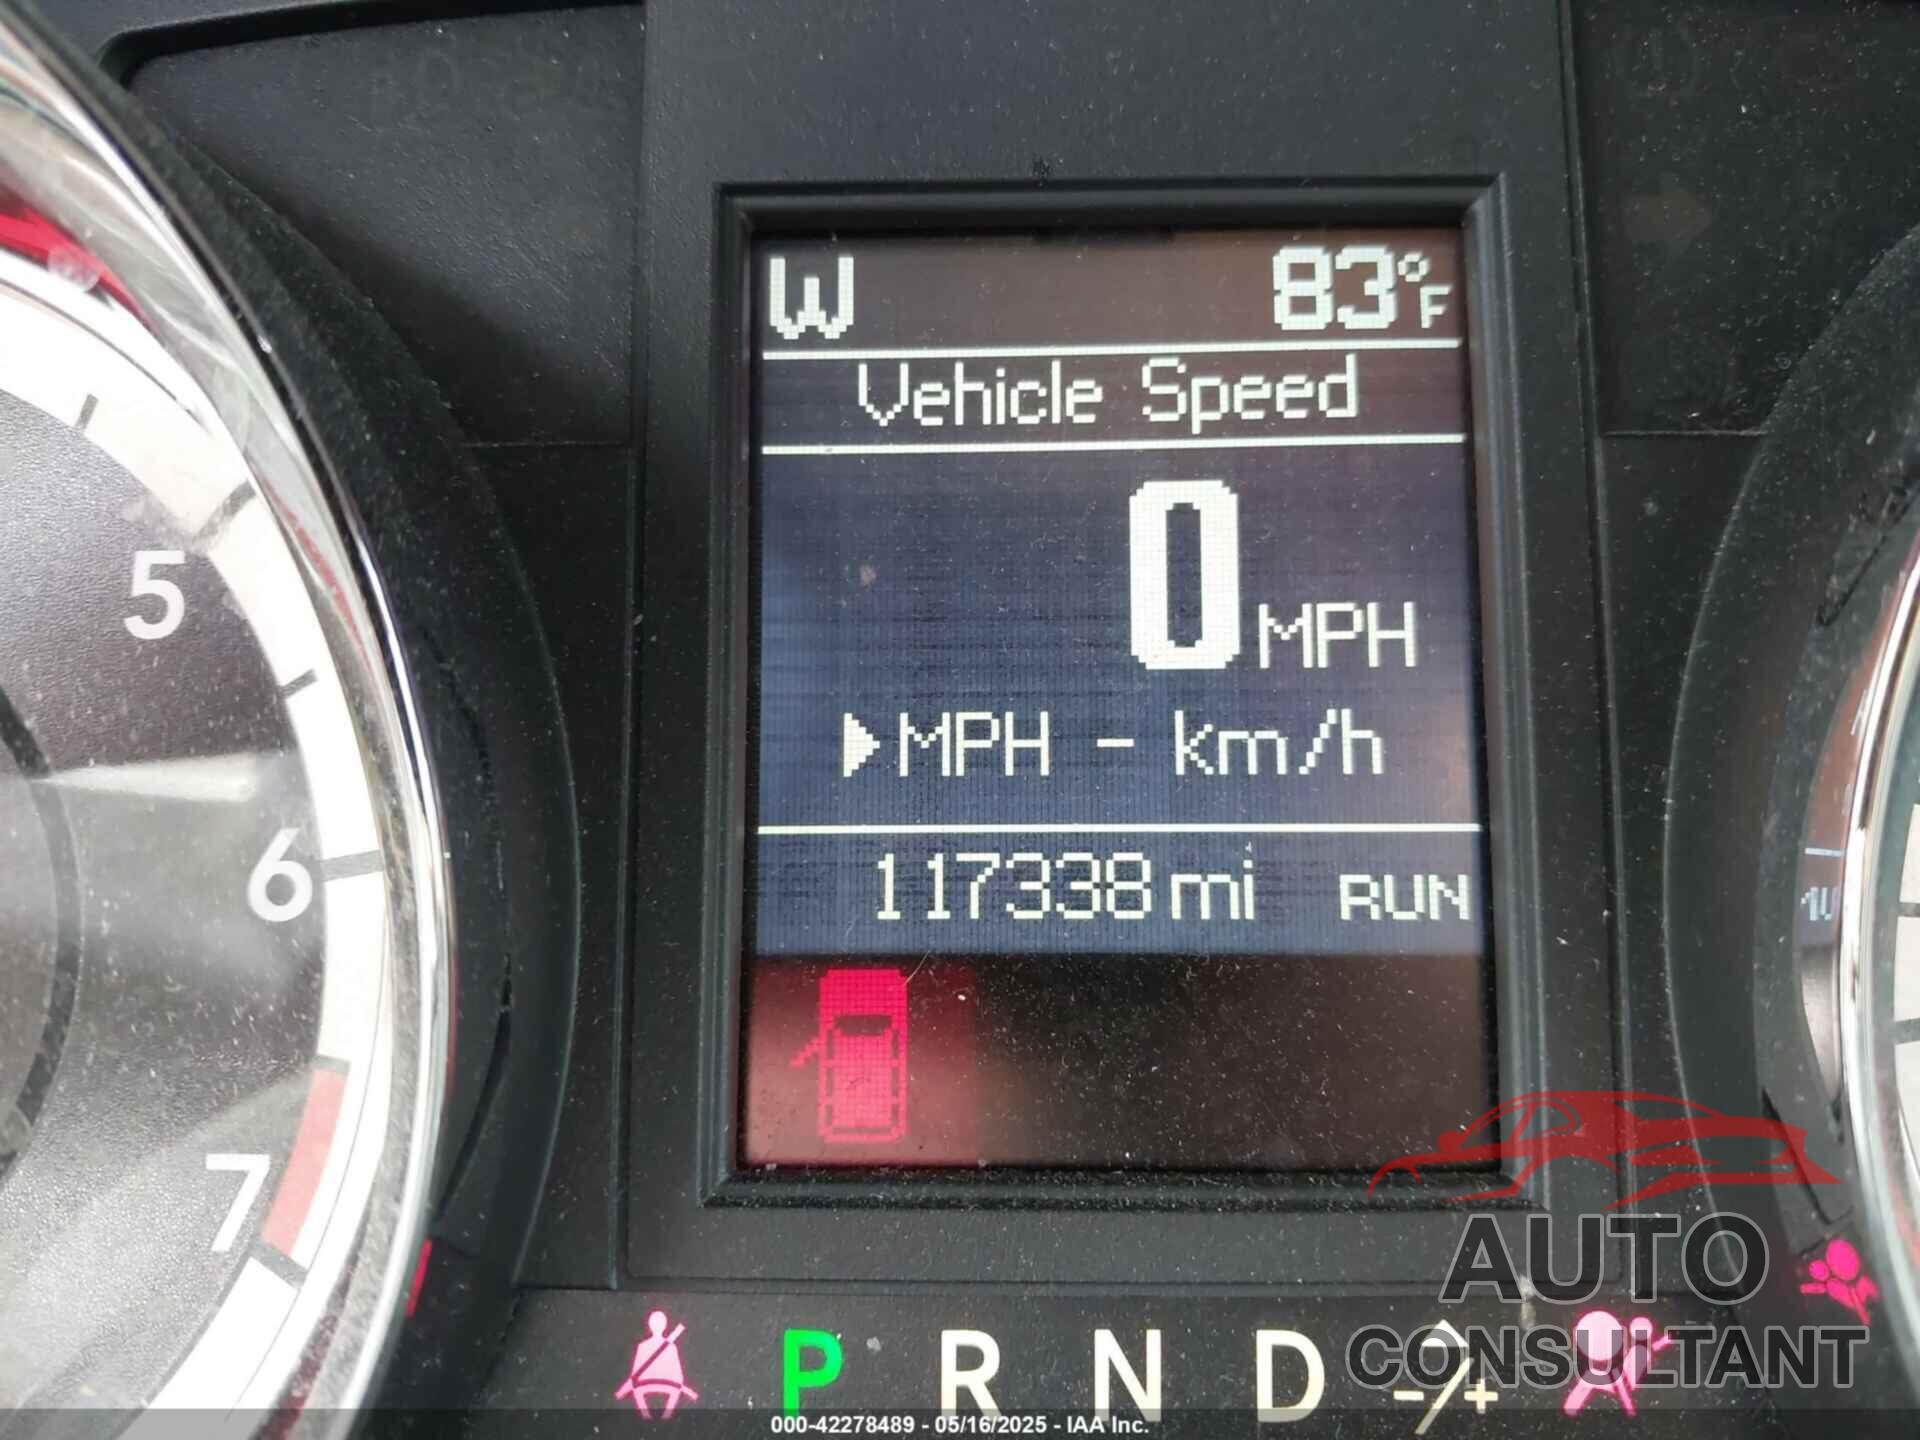 W 83°F
Vehicle Speed
0 MPH
MPH - km/h
117338 mi RUN
5
6
7
P R N D -/+
AUTO
CONSULTANT
000-42278489 - 05/16/2025 - IAA Inc.